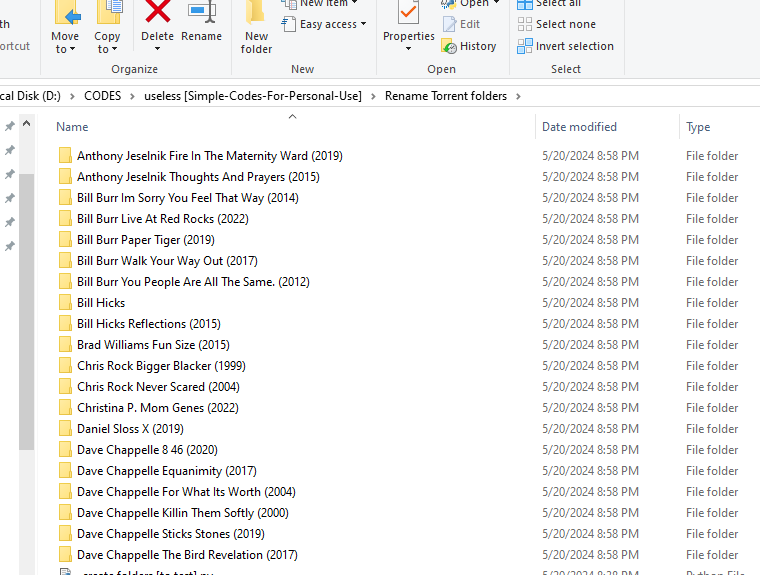 New item
Open
Select all
th
Move to
Copy to
Delete
Rename
New folder
Easy access
Properties
Edit
Select none
ortcut
History
Invert selection
Organize
New
Open
Select
cal Disk (D:) > CODES > useless [Simple-Codes-For-Personal-Use] > Rename Torrent folders >
Name Date modified Type
Anthony Jeselnik Fire In The Maternity Ward (2019) 5/20/2024 8:58 PM File folder
Anthony Jeselnik Thoughts And Prayers (2015) 5/20/2024 8:58 PM File folder
Bill Burr Im Sorry You Feel That Way (2014) 5/20/2024 8:58 PM File folder
Bill Burr Live At Red Rocks (2022) 5/20/2024 8:58 PM File folder
Bill Burr Paper Tiger (2019) 5/20/2024 8:58 PM File folder
Bill Burr Walk Your Way Out (2017) 5/20/2024 8:58 PM File folder
Bill Burr You People Are All The Same. (2012) 5/20/2024 8:58 PM File folder
Bill Hicks 5/20/2024 8:58 PM File folder
Bill Hicks Reflections (2015) 5/20/2024 8:58 PM File folder
Brad Williams Fun Size (2015) 5/20/2024 8:58 PM File folder
Chris Rock Bigger Blacker (1999) 5/20/2024 8:58 PM File folder
Chris Rock Never Scared (2004) 5/20/2024 8:58 PM File folder
Christina P. Mom Genes (2022) 5/20/2024 8:58 PM File folder
Daniel Sloss X (2019) 5/20/2024 8:58 PM File folder
Dave Chappelle 8 46 (2020) 5/20/2024 8:58 PM File folder
Dave Chappelle Equanimity (2017) 5/20/2024 8:58 PM File folder
Dave Chappelle For What Its Worth (2004) 5/20/2024 8:58 PM File folder
Dave Chappelle Killin Them Softly (2000) 5/20/2024 8:58 PM File folder
Dave Chappelle Sticks Stones (2019) 5/20/2024 8:58 PM File folder
Dave Chappelle The Bird Revelation (2017) 5/20/2024 8:58 PM File folder
create folders [to test].py 5/20/2024 8:38 PM Python File